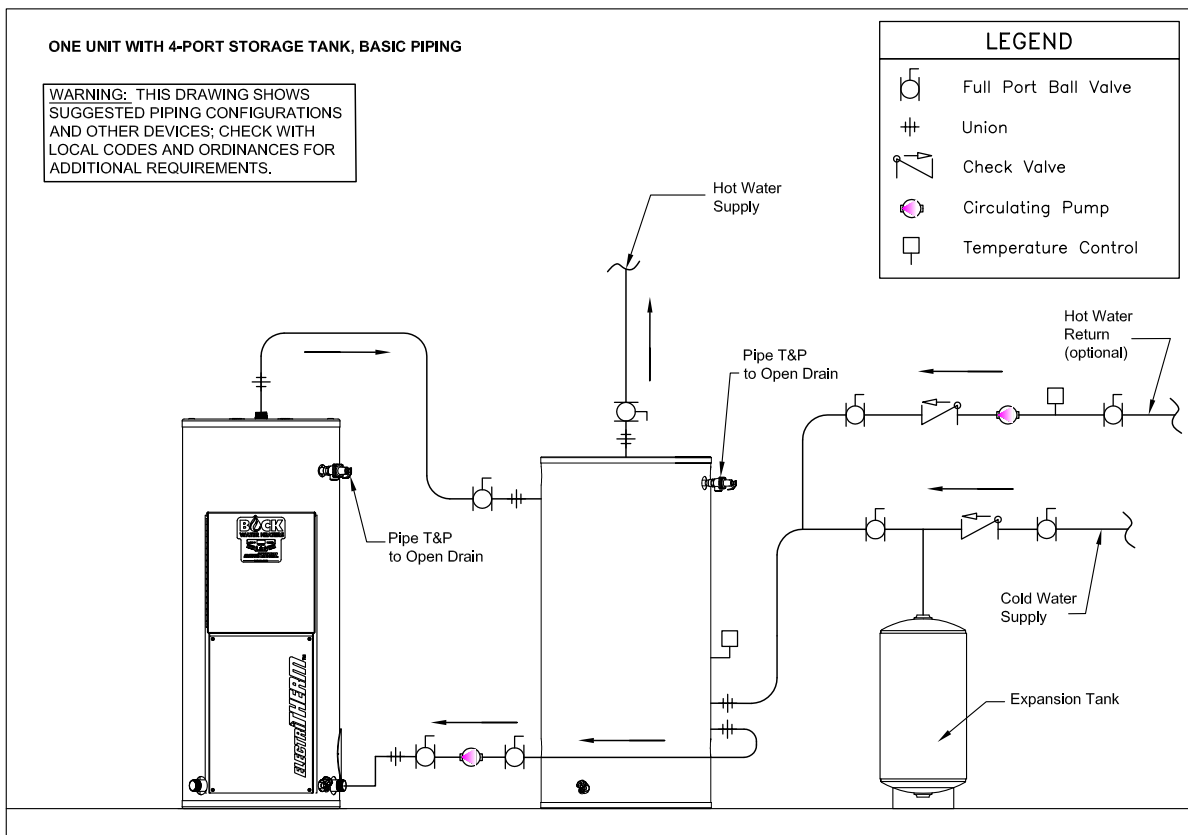 ONE UNIT WITH 4-PORT STORAGE TANK, BASIC PIPING
WARNING: THIS DRAWING SHOWS
SUGGESTED PIPING CONFIGURATIONS
AND OTHER DEVICES; CHECK WITH
LOCAL CODES AND ORDINANCES FOR
ADDITIONAL REQUIREMENTS.
LEGEND
Full Port Ball Valve
Union
Check Valve
Circulating Pump
Temperature Control
Hot Water
Supply
Hot Water
Return
(optional)
Pipe T&P
to Open Drain
Pipe T&P
to Open Drain
BOCK
WATER HEATERS
Cold Water
Supply
Expansion Tank
ELECTRITHERM™